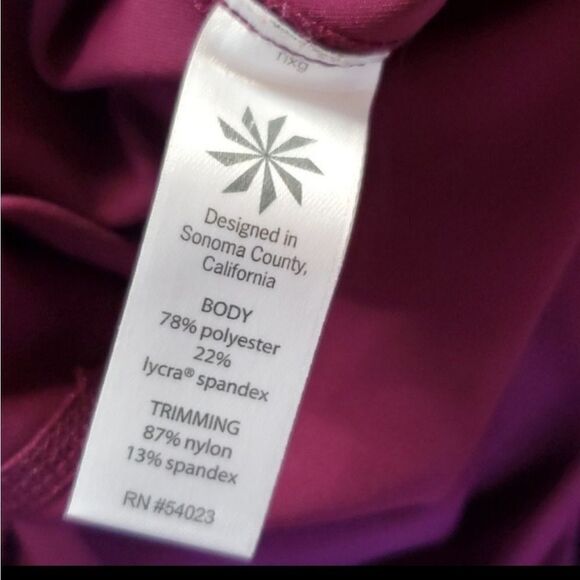 Designed in
Sonoma County,
California
BODY
78% polyester
22%
lycra® spandex
TRIMMING
87% nylon
13% spandex
RN #54023